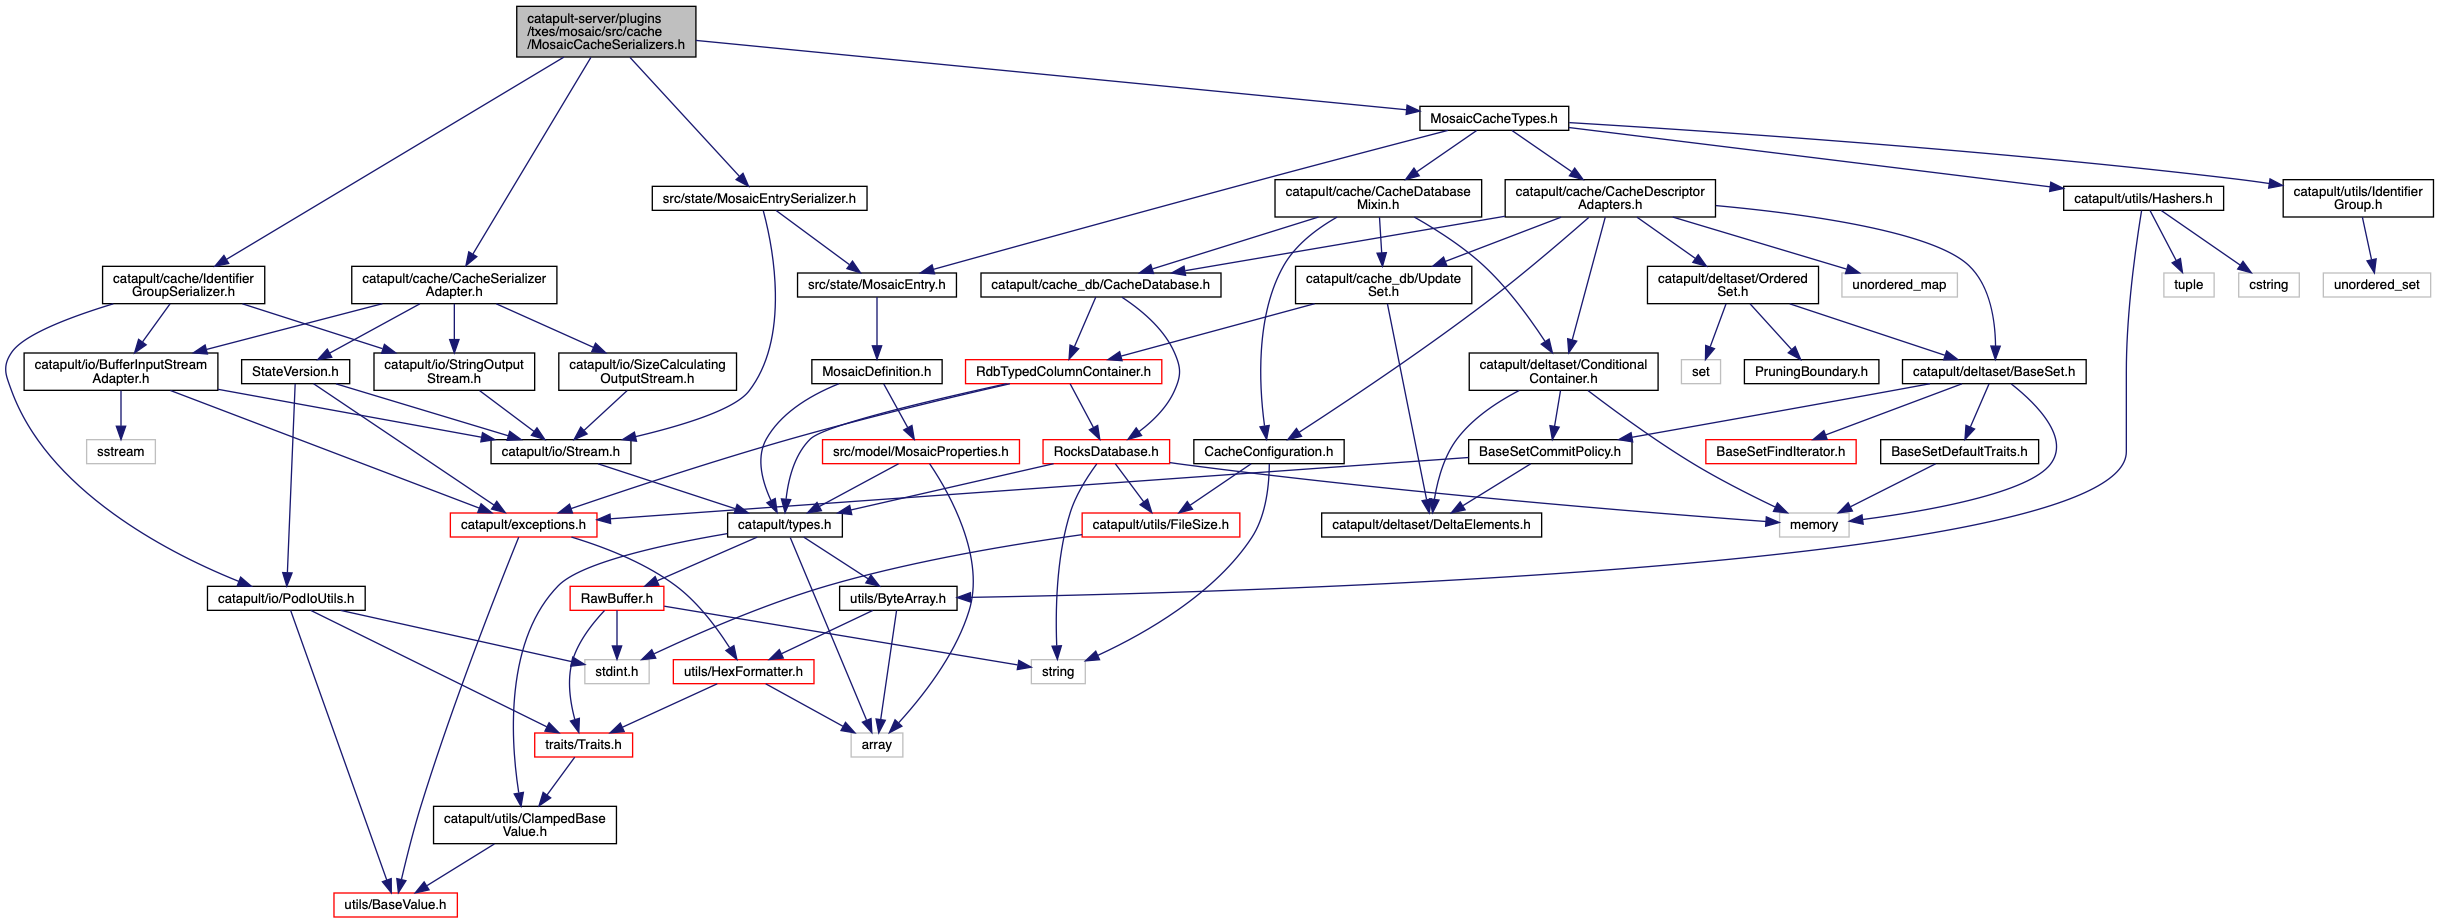 catapult-server/plugins
/txes/mosaic/src/cache
/MosaicCacheSerializers.h
MosaicCacheTypes.h
src/state/MosaicEntrySerializer.h
catapult/cache/CacheDatabase
Mixin.h
catapult/cache/CacheDescriptor
Adapters.h
catapult/utils/Hashers.h
catapult/utils/Identifier
Group.h
catapult/cache/Identifier
GroupSerializer.h
catapult/cache/CacheSerializer
Adapter.h
src/state/MosaicEntry.h
catapult/cache_db/CacheDatabase.h
catapult/cache_db/Update
Set.h
catapult/deltaset/Ordered
Set.h
unordered_map
tuple
cstring
unordered_set
catapult/io/BufferInputStream
Adapter.h
StateVersion.h
catapult/io/StringOutput
Stream.h
catapult/io/SizeCalculating
OutputStream.h
MosaicDefinition.h
RdbTypedColumnContainer.h
catapult/deltaset/Conditional
Container.h
set
PruningBoundary.h
catapult/deltaset/BaseSet.h
sstream
catapult/io/Stream.h
src/model/MosaicProperties.h
RocksDatabase.h
CacheConfiguration.h
BaseSetCommitPolicy.h
BaseSetFindIterator.h
BaseSetDefaultTraits.h
catapult/exceptions.h
catapult/types.h
catapult/utils/FileSize.h
catapult/deltaset/DeltaElements.h
memory
catapult/io/PodIoUtils.h
RawBuffer.h
utils/ByteArray.h
stdint.h
utils/HexFormatter.h
string
traits/Traits.h
array
catapult/utils/ClampedBase
Value.h
utils/BaseValue.h